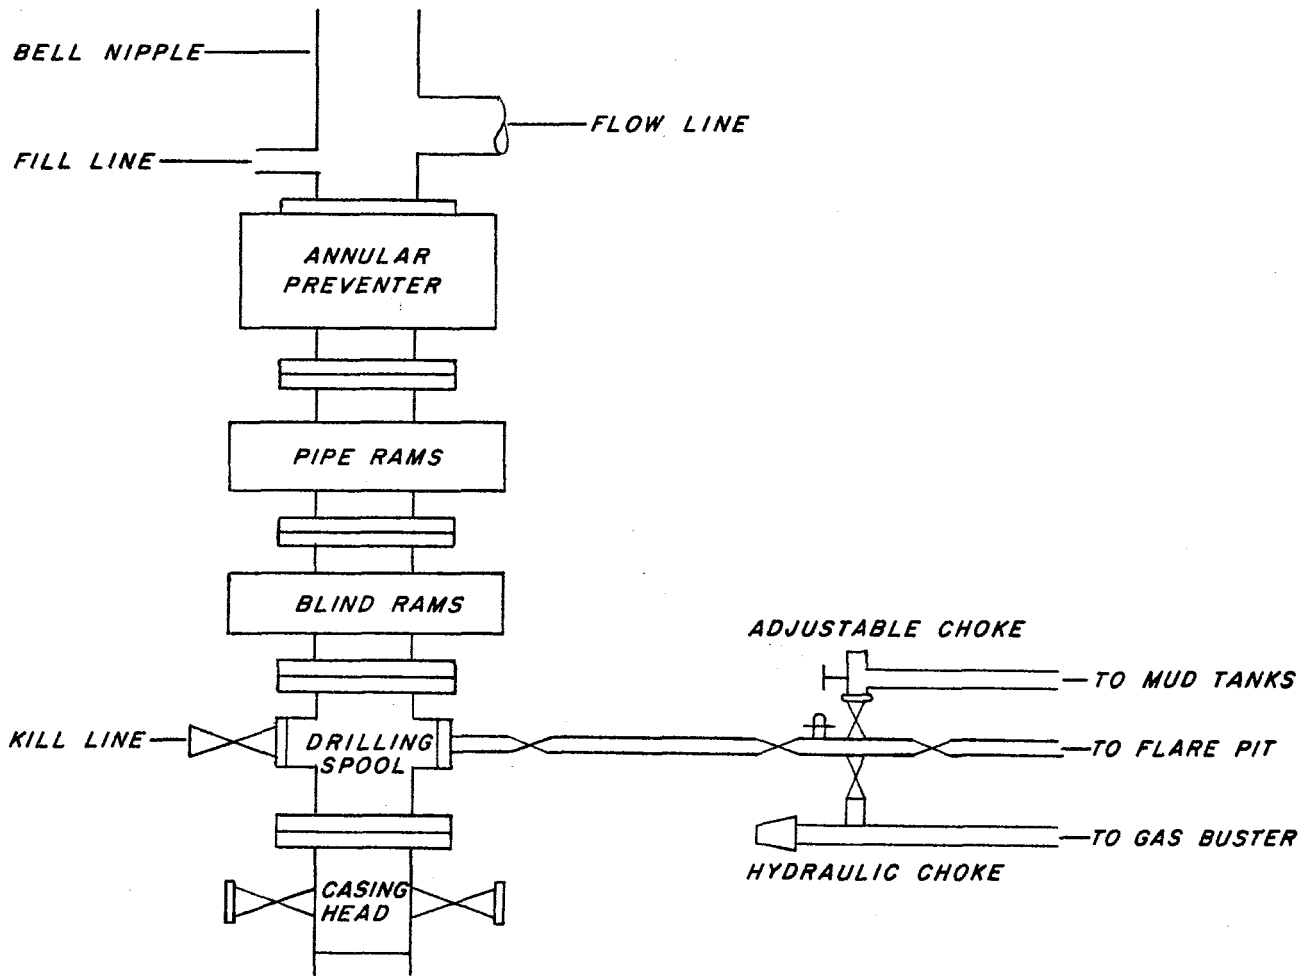 BELL NIPPLE
FLOW LINE
FILL LINE
ANNULAR
PREVENTER
PIPE RAMS
BLIND RAMS
ADJUSTABLE CHOKE
TO MUD TANKS
KILL LINE
DRILLING
SPOOL
TO FLARE PIT
TO GAS BUSTER
HYDRAULIC CHOKE
CASING
HEAD